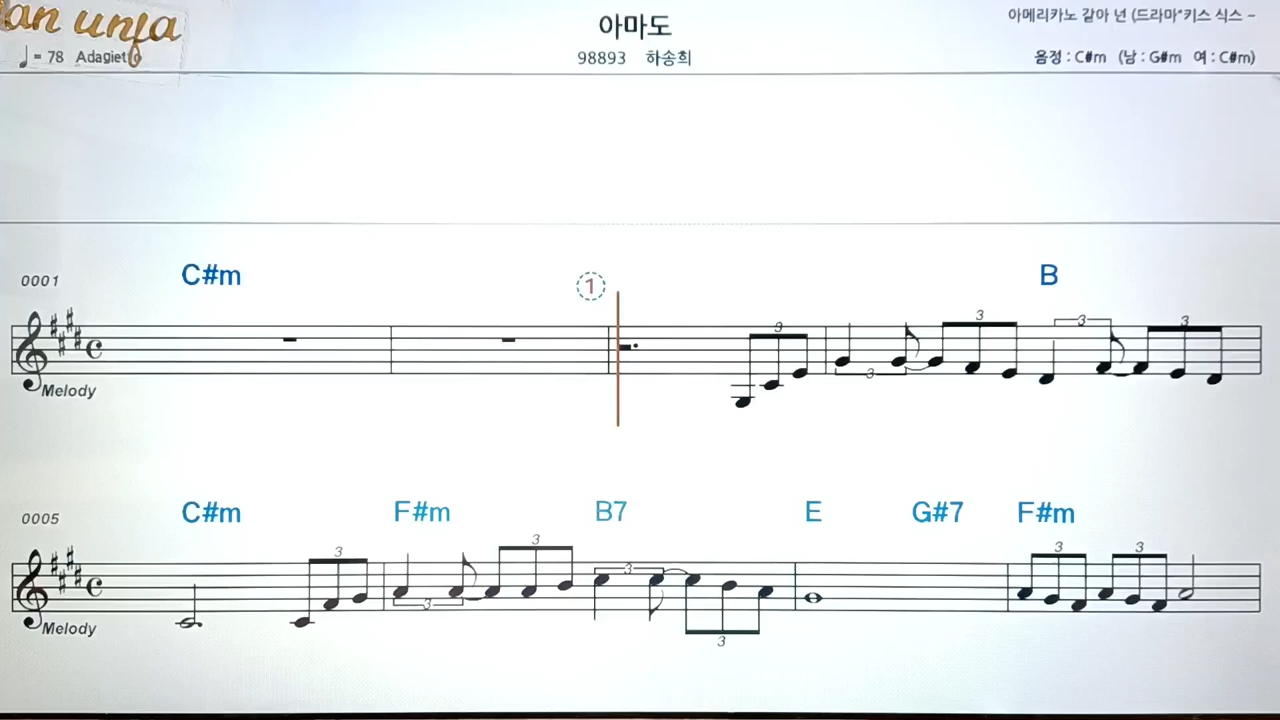 an unja
아마도
아메리카노 같아 넌 (드라마"키스 식스 -
♩ = 78 Adagietto
98893 하송희
음정 : C#m (남 : G#m 여 : C#m)
0001 C#m ① B
3 3 3 3 3
Melody
0005 C#m F#m B7 E G#7 F#m
3 3 3 3 3 3 3
Melody